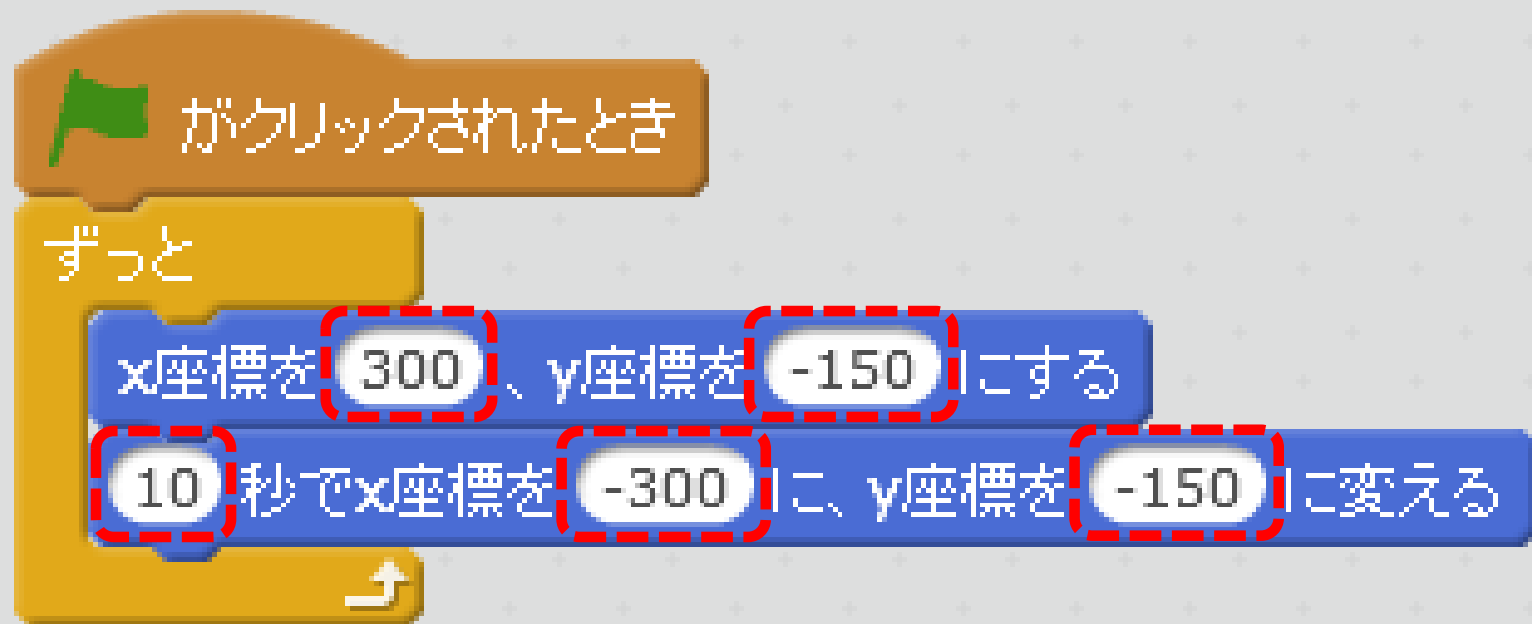 がクリックされたとき
ずっと
x座標を 300 、y座標を -150 にする
10 秒でx座標を -300 に、y座標を -150 に変える